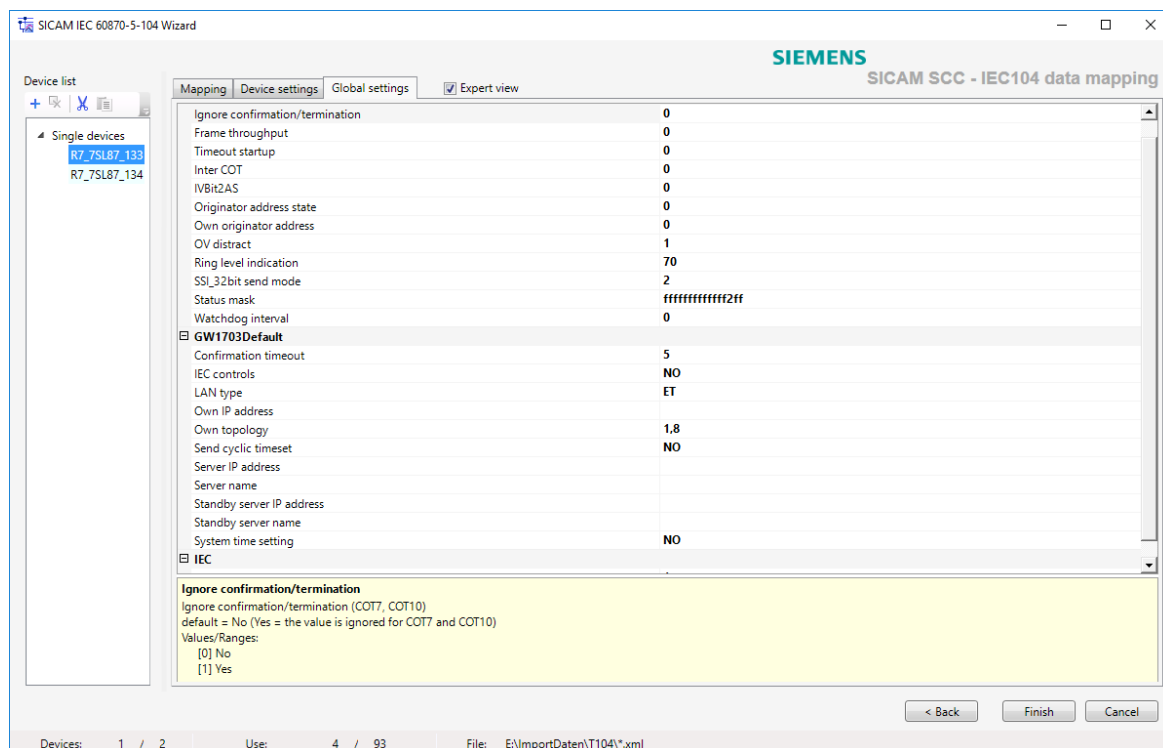 SICAM IEC 60870-5-104 Wizard
SIEMENS
SICAM SCC - IEC104 data mapping
Device list
Mapping Device settings Global settings Expert view
Single devices
R7_7SL87_133
R7_7SL87_134
Ignore confirmation/termination 0
Frame throughput 0
Timeout startup 0
Inter COT 0
IVBit2AS 0
Originator address state 0
Own originator address 0
OV distract 1
Ring level indication 70
SSI_32bit send mode 2
Status mask fffffffffffff2ff
Watchdog interval 0
GW1703Default
Confirmation timeout 5
IEC controls NO
LAN type ET
Own IP address
Own topology 1,8
Send cyclic timeset NO
Server IP address
Server name
Standby server IP address
Standby server name
System time setting NO
IEC
Ignore confirmation/termination
Ignore confirmation/termination (COT7, COT10)
default = No (Yes = the value is ignored for COT7 and COT10)
Values/Ranges:
[0] No
[1] Yes
< Back Finish Cancel
Devices: 1 / 2 Use: 4 / 93 File: E:\ImportDaten\T104\*.xml